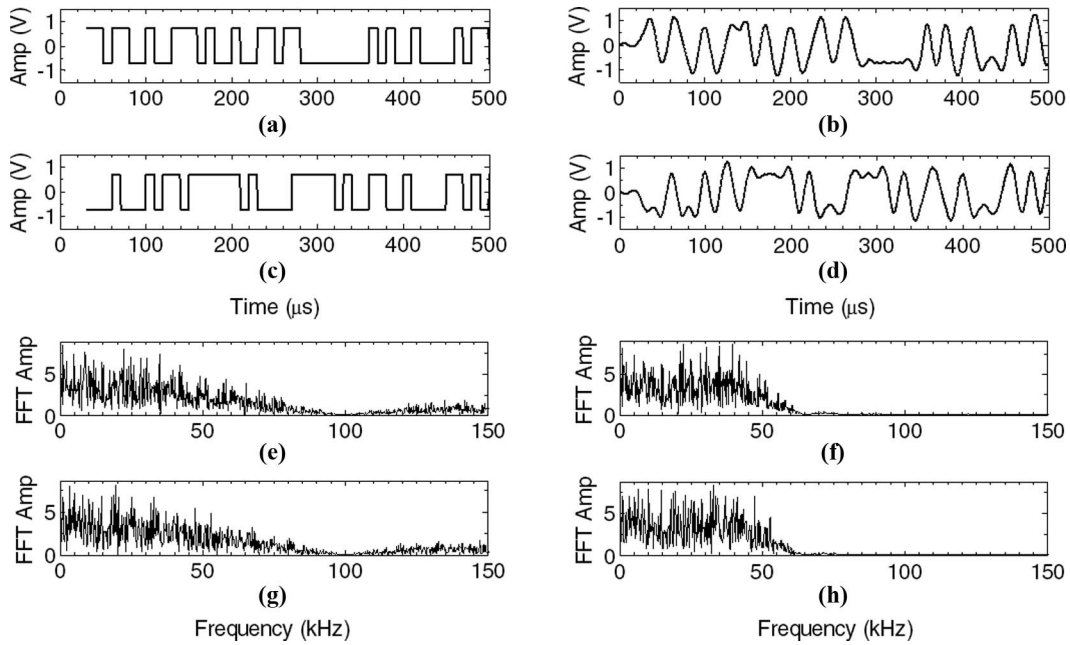 Amp (V)
1
0
-1
0 100 200 300 400 500
(a)
Amp (V)
1
0
-1
0 100 200 300 400 500
(b)
Amp (V)
1
0
-1
0 100 200 300 400 500
(c)
Time (μs)
Amp (V)
1
0
-1
0 100 200 300 400 500
(d)
Time (μs)
FFT Amp
5
0
0 50 100 150
(e)
FFT Amp
5
0
0 50 100 150
(f)
FFT Amp
5
0
0 50 100 150
(g)
Frequency (kHz)
FFT Amp
5
0
0 50 100 150
(h)
Frequency (kHz)